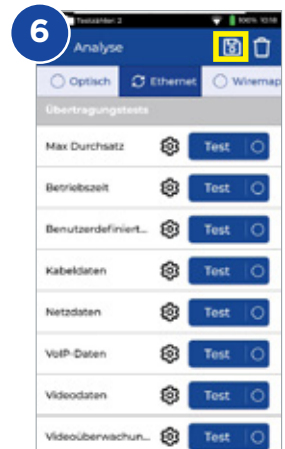 6
Testzähler: 2
100% 10:18
Analyse
Optisch Ethernet Wiremap
Übertragungstests
Max Durchsatz Test
Betriebszeit Test
Benutzerdefiniert... Test
Kabeldaten Test
Netzdaten Test
VoIP-Daten Test
Videodaten Test
Videoüberwachun... Test